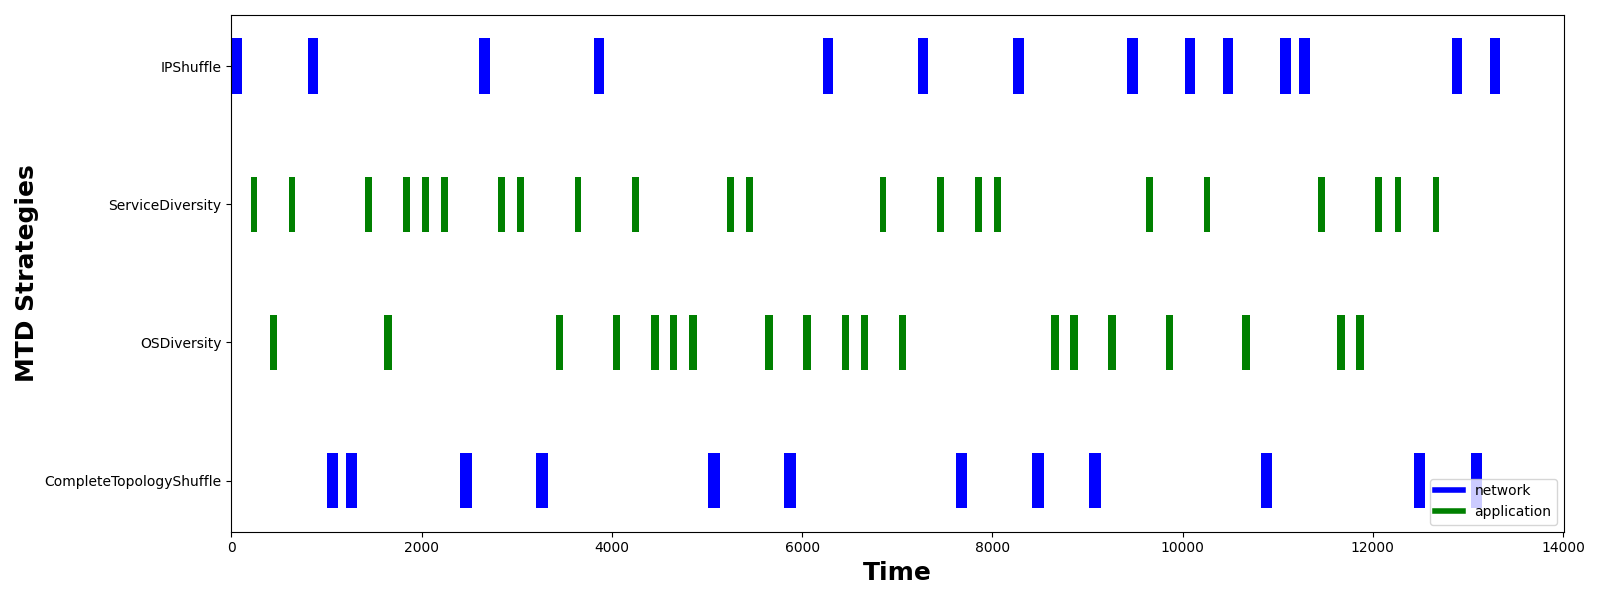 MTD Strategies
IPShuffle
ServiceDiversity
OSDiversity
CompleteTopologyShuffle
network
application
0 2000 4000 6000 8000 10000 12000 14000
Time